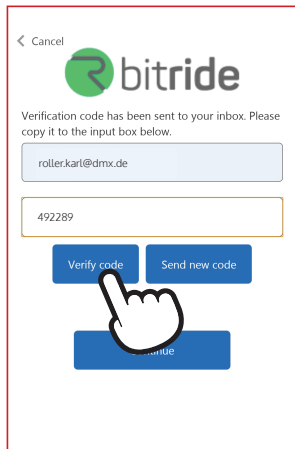 Cancel
bitride
Verification code has been sent to your inbox. Please
copy it to the input box below.
roller.karl@dmx.de
492289
Verify code Send new code